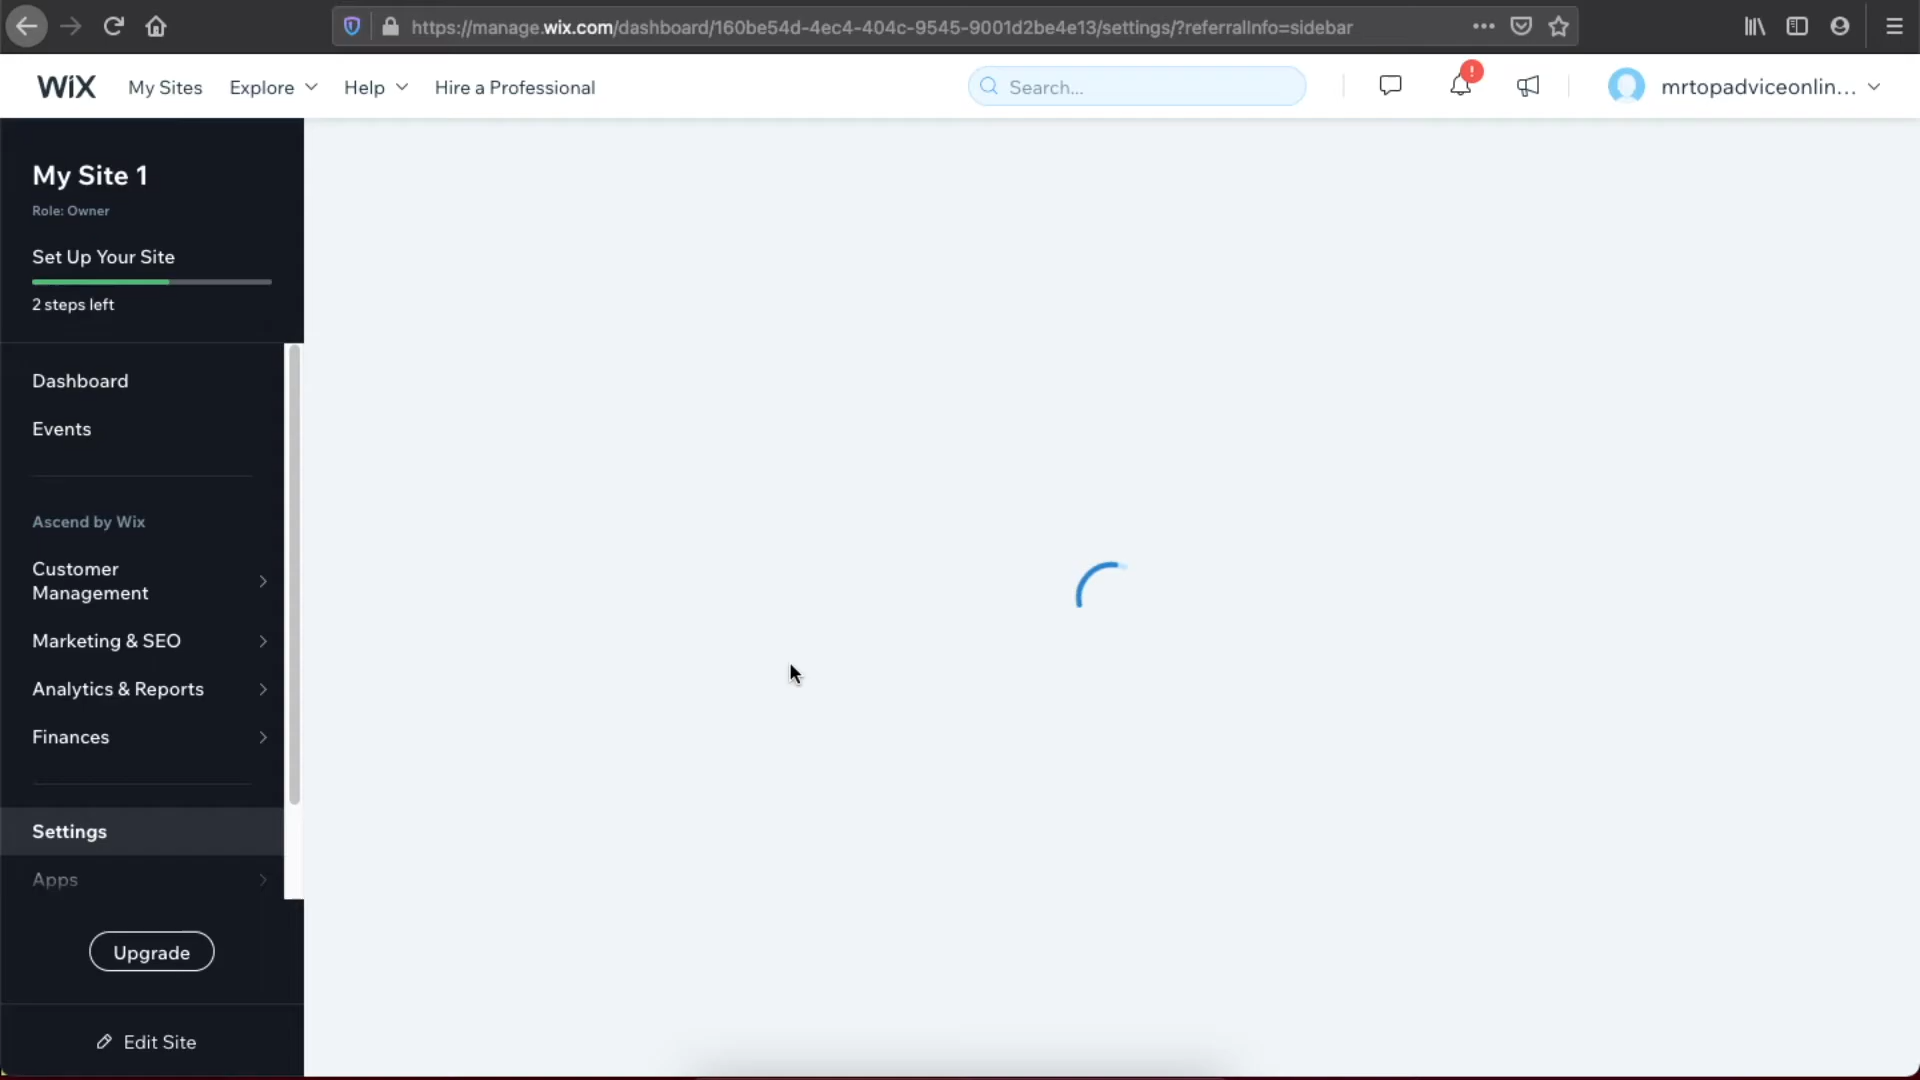 https://manage.wix.com/dashboard/160be54d-4ec4-404c-9545-9001d2be4e13/settings/?referralInfo=sidebar
WiX My Sites Explore Help Hire a Professional Search... mrtopadviceonlin...
My Site 1
Role: Owner
Set Up Your Site
2 steps left
Dashboard
Events
Ascend by Wix
Customer
Management
Marketing & SEO
Analytics & Reports
Finances
Settings
Apps
Upgrade
Edit Site